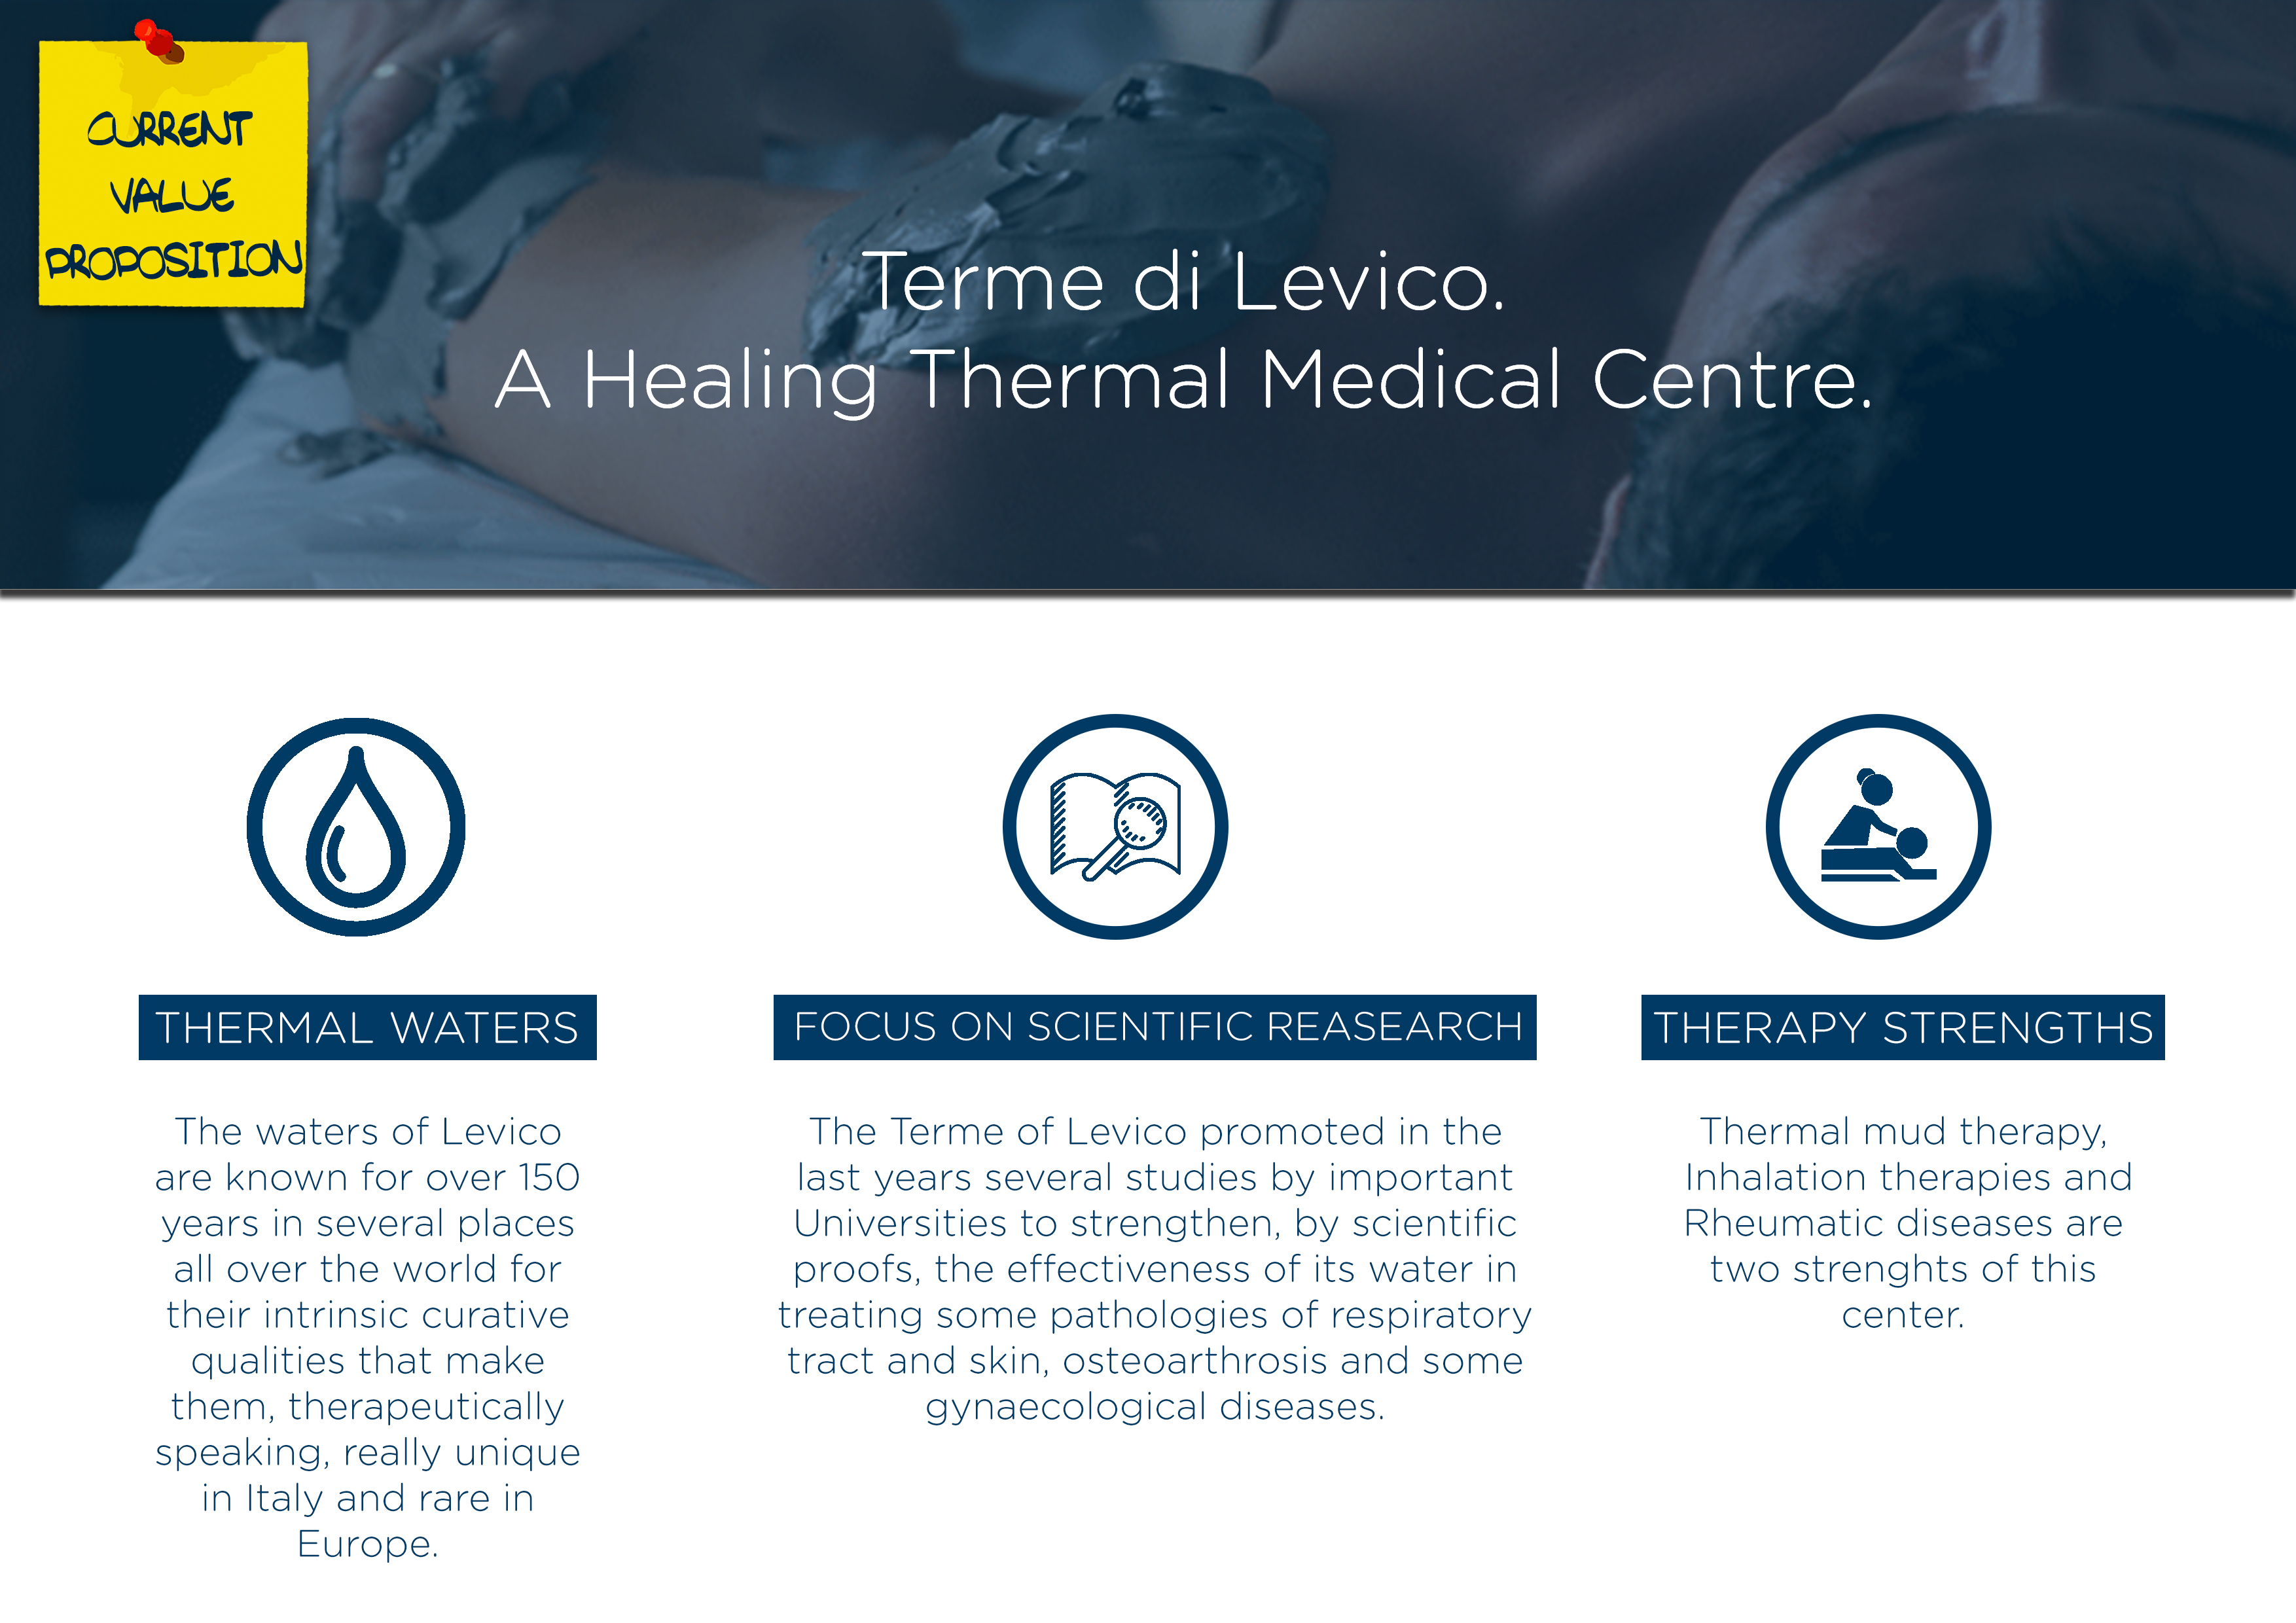 CURRENT
VALUE
PROPOSITION
Terme di Levico.
A Healing Thermal Medical Centre.
THERMAL WATERS
The waters of Levico
are known for over 150
years in several places
all over the world for
their intrinsic curative
qualities that make
them, therapeutically
speaking, really unique
in Italy and rare in
Europe.
FOCUS ON SCIENTIFIC REASEARCH
The Terme of Levico promoted in the
last years several studies by important
Universities to strengthen, by scientific
proofs, the effectiveness of its water in
treating some pathologies of respiratory
tract and skin, osteoarthrosis and some
gynaecological diseases.
THERAPY STRENGTHS
Thermal mud therapy,
Inhalation therapies and
Rheumatic diseases are
two strenghts of this
center.